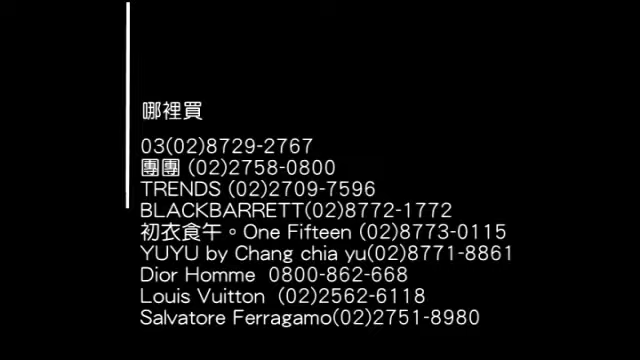 哪裡買
03(02)8729-2767
團團 (02)2758-0800
TRENDS (02)2709-7596
BLACKBARRETT(02)8772-1772
初衣食午。One Fifteen (02)8773-0115
YUYU by Chang chia yu(02)8771-8861
Dior Homme  0800-862-668
Louis Vuitton  (02)2562-6118
Salvatore Ferragamo(02)2751-8980